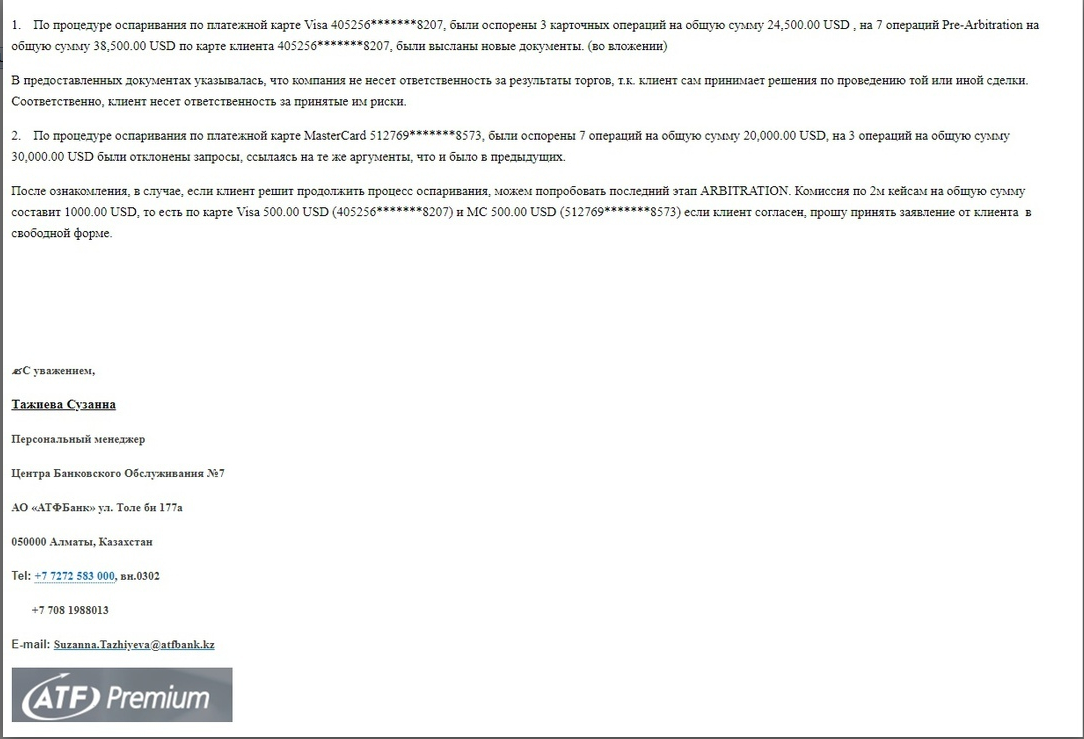 1. По процедуре оспаривания по платежной карте Visa 405256*******8207, были оспорены 3 карточных операций на общую сумму 24,500.00 USD , на 7 операций Pre-Arbitration на
общую сумму 38,500.00 USD по карте клиента 405256*******8207, были высланы новые документы. (во вложении)
В предоставленных документах указывалась, что компания не несет ответственность за результаты торгов, т.к. клиент сам принимает решения по проведению той или иной сделки.
Соответственно, клиент несет ответственность за принятые им риски.
2. По процедуре оспаривания по платежной карте MasterCard 512769*******8573, были оспорены 7 операций на общую сумму 20,000.00 USD, на 3 операций на общую сумму
30,000.00 USD были отклонены запросы, ссылаясь на те же аргументы, что и было в предыдущих.
После ознакомления, в случае, если клиент решит продолжить процесс оспаривания, можем попробовать последний этап ARBITRATION. Комиссия по 2м кейсам на общую сумму
составит 1000.00 USD, то есть по карте Visa 500.00 USD (405256*******8207) и МС 500.00 USD (512769*******8573) если клиент согласен, прошу принять заявление от клиента в
свободной форме.
С уважением,
Тажиева Сузанна
Персональный менеджер
Центра Банковского Обслуживания №7
АО «АТФБанк» ул. Толе би 177а
050000 Алматы, Казахстан
Tel: +7 7272 583 000, вн.0302
+7 708 1988013
E-mail: Suzanna.Tazhiyeva@atfbank.kz
ATF Premium